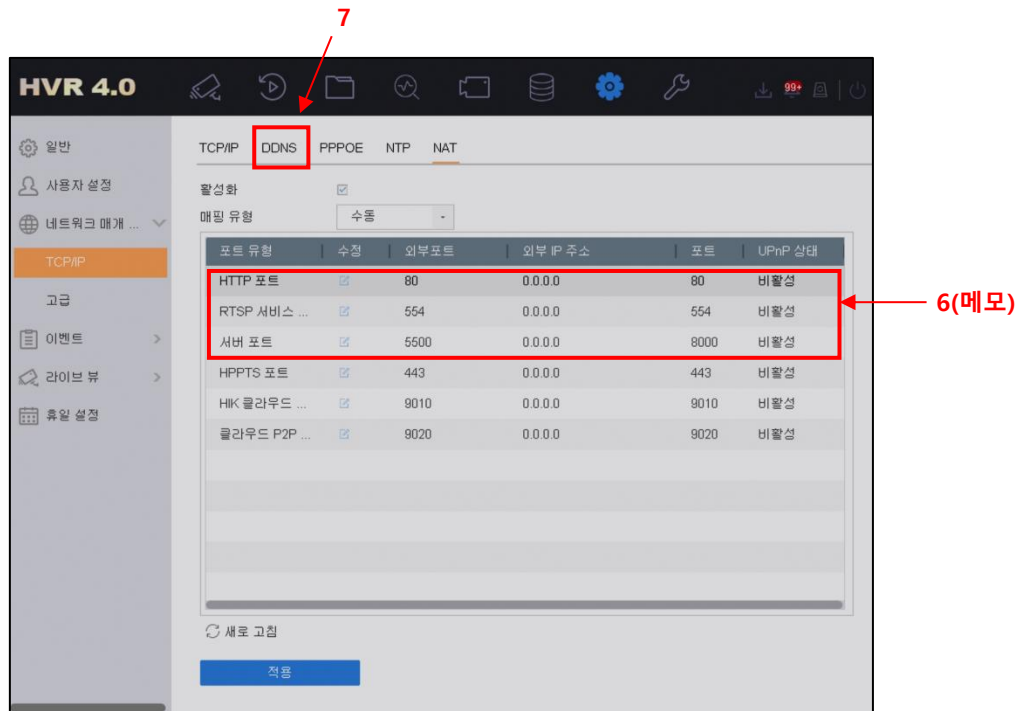 7
HVR 4.0
99+
일반
사용자 설정
네트워크 매개 ...
TCP/IP
고급
이벤트
라이브 뷰
휴일 설정
TCP/IP DDNS PPPOE NTP NAT
활성화
매핑 유형 수동
포트 유형 수정 외부포트 외부 IP 주소 포트 UPnP 상태
HTTP 포트 80 0.0.0.0 80 비활성
RTSP 서비스 ... 554 0.0.0.0 554 비활성
서버 포트 5500 0.0.0.0 8000 비활성
HPPTS 포트 443 0.0.0.0 443 비활성
HIK 클라우드 ... 9010 0.0.0.0 9010 비활성
클라우드 P2P ... 9020 0.0.0.0 9020 비활성
6(메모)
새로 고침
적용